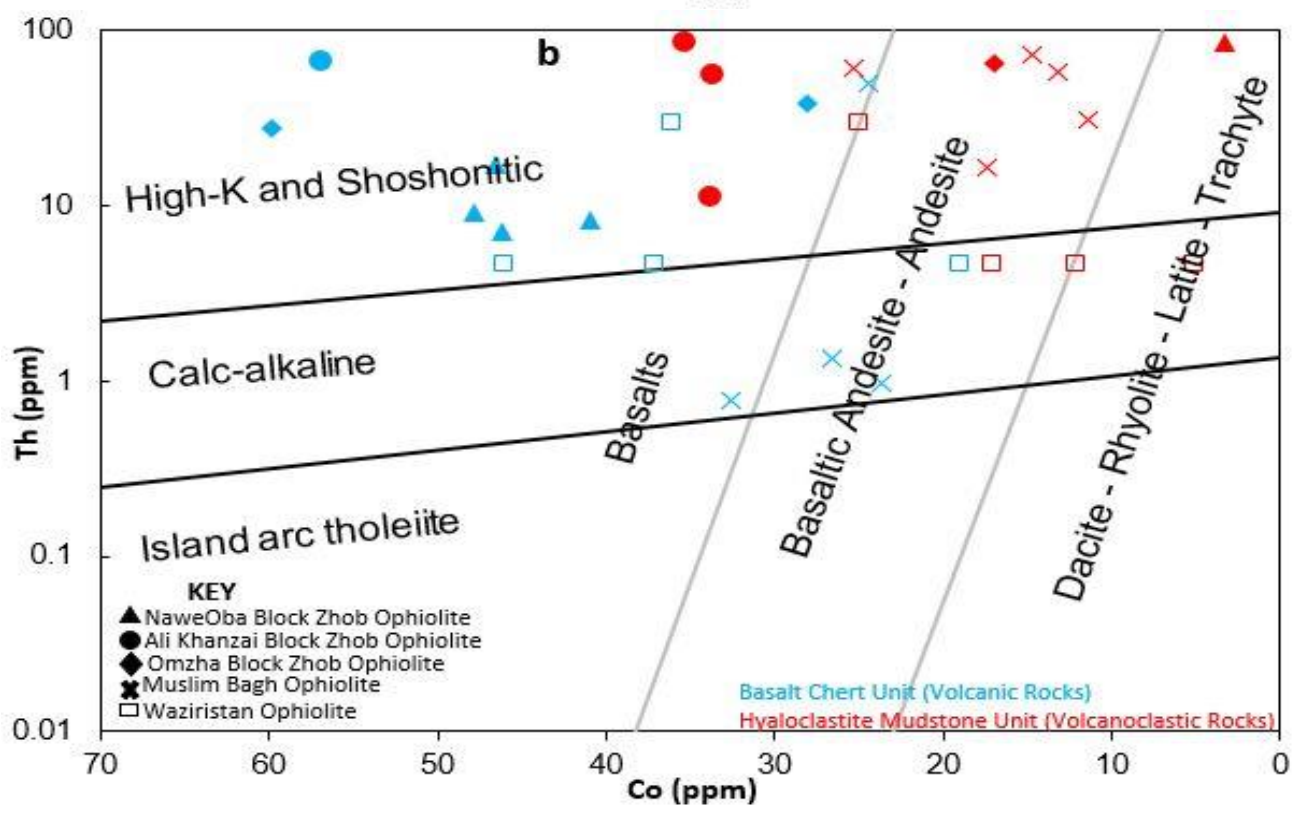 b
100
10
1
0.1
0.01
Th (ppm)
High-K and Shoshonitic
Calc-alkaline
Island arc tholeiite
Basalts
Basaltic Andesite - Andesite
Dacite - Rhyolite - Latite - Trachyte
KEY
NaweOba Block Zhob Ophiolite
Ali Khanzai Block Zhob Ophiolite
Omzha Block Zhob Ophiolite
Muslim Bagh Ophiolite
Waziristan Ophiolite
Basalt Chert Unit (Volcanic Rocks)
Hyaloclastite Mudstone Unit (Volcanoclastic Rocks)
70 60 50 40 30 20 10 0
Co (ppm)